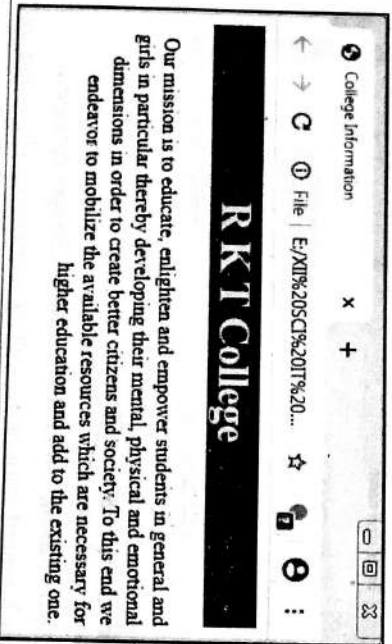 College Information
File | E:/XII%20SCI%20IT%20...
R K T College
Our mission is to educate, enlighten and empower students in general and
girls in particular thereby developing their mental, physical and emotional
dimensions in order to create better citizens and society. To this end we
endeavor to mobilize the available resources which are necessary for
higher education and add to the existing one.